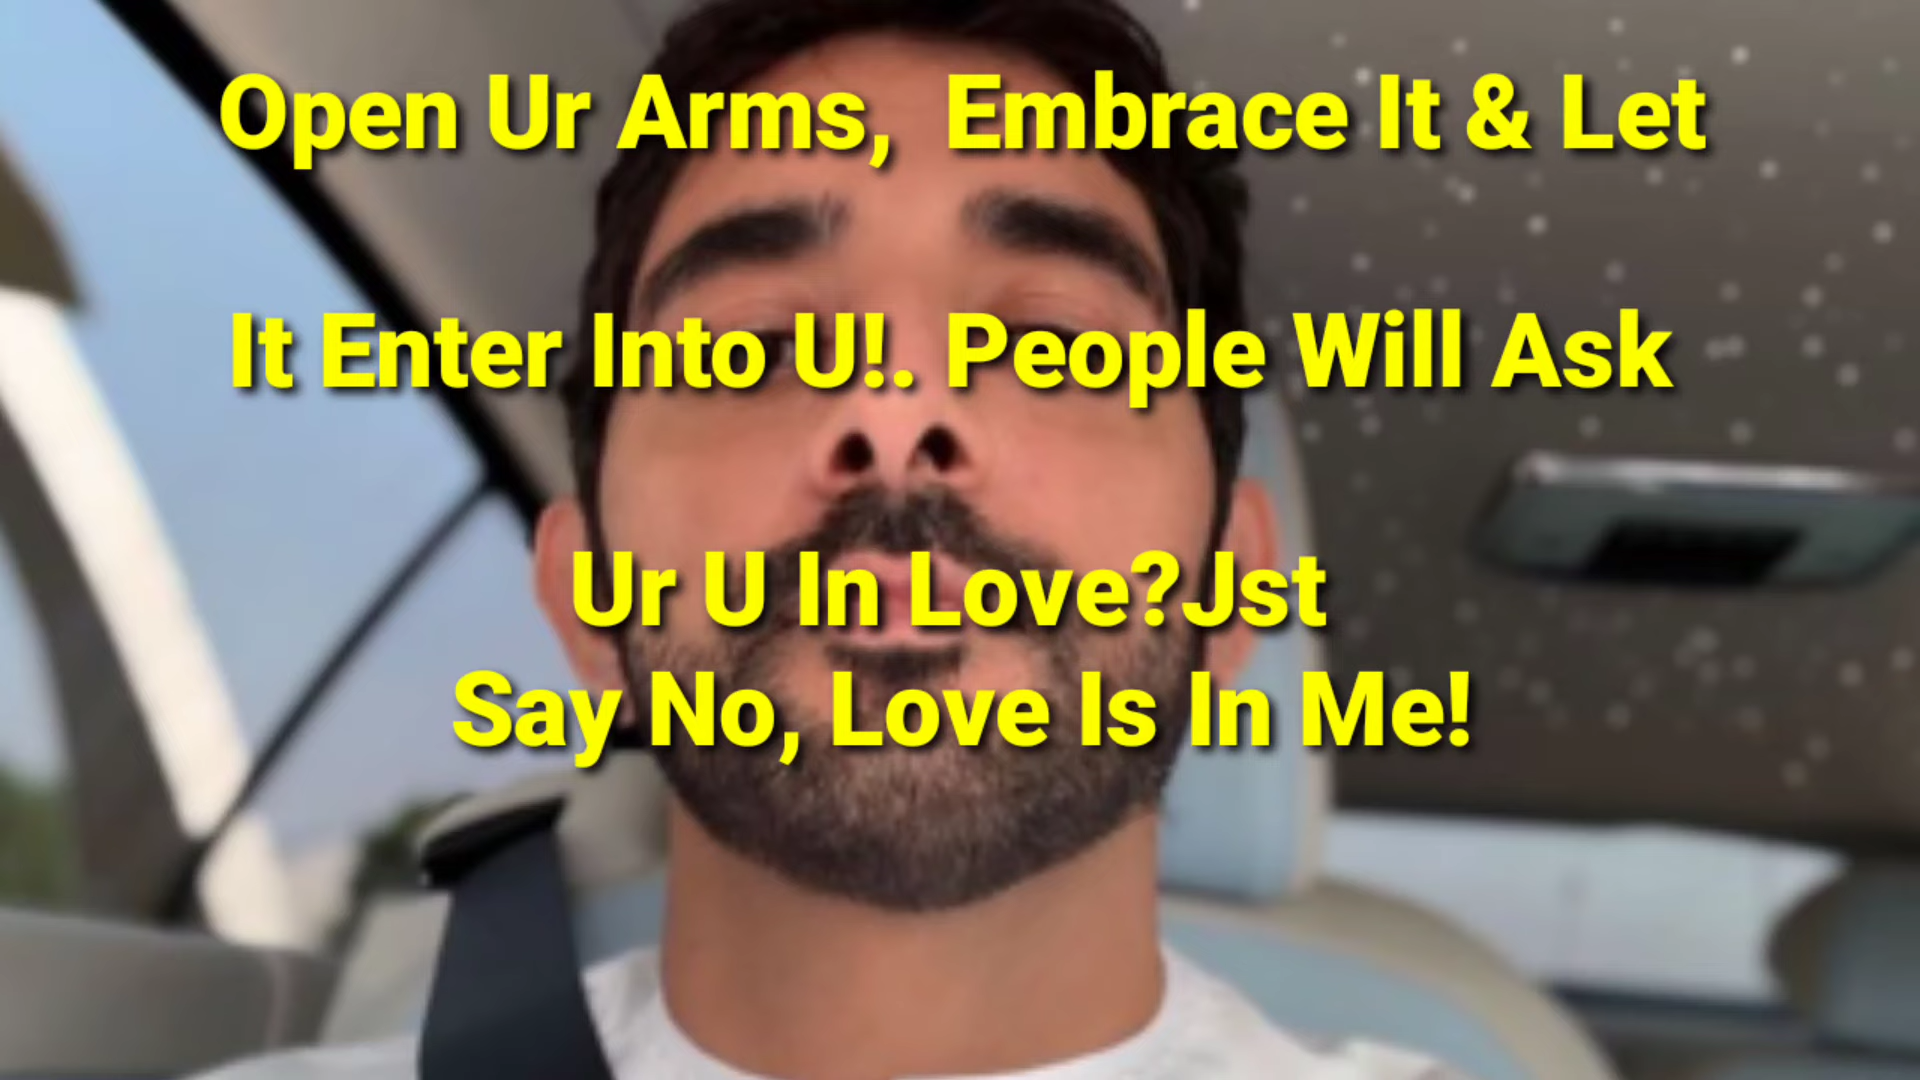 Open Ur Arms,  Embrace It & Let
It Enter Into U!. People Will Ask
Ur U In Love?Jst
Say No, Love Is In Me!